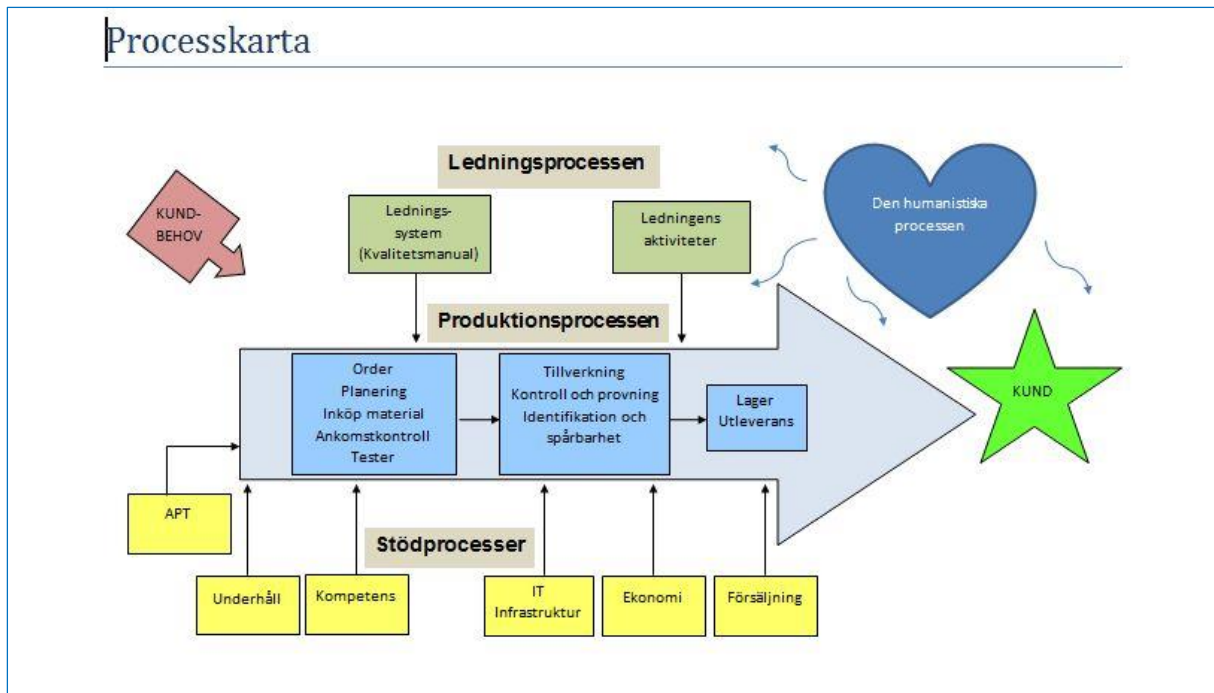 Processkarta
Ledningsprocessen
KUND-
BEHOV
Lednings-
system
(Kvalitetsmanual)
Ledningens
aktiviteter
Den humanistiska
processen
Produktionsprocessen
Order
Planering
Inköp material
Ankomstkontroll
Tester
Tillverkning
Kontroll och provning
Identifikation och
spårbarhet
Lager
Utleverans
KUND
APT
Stödprocesser
Underhåll
Kompetens
IT
Infrastruktur
Ekonomi
Försäljning